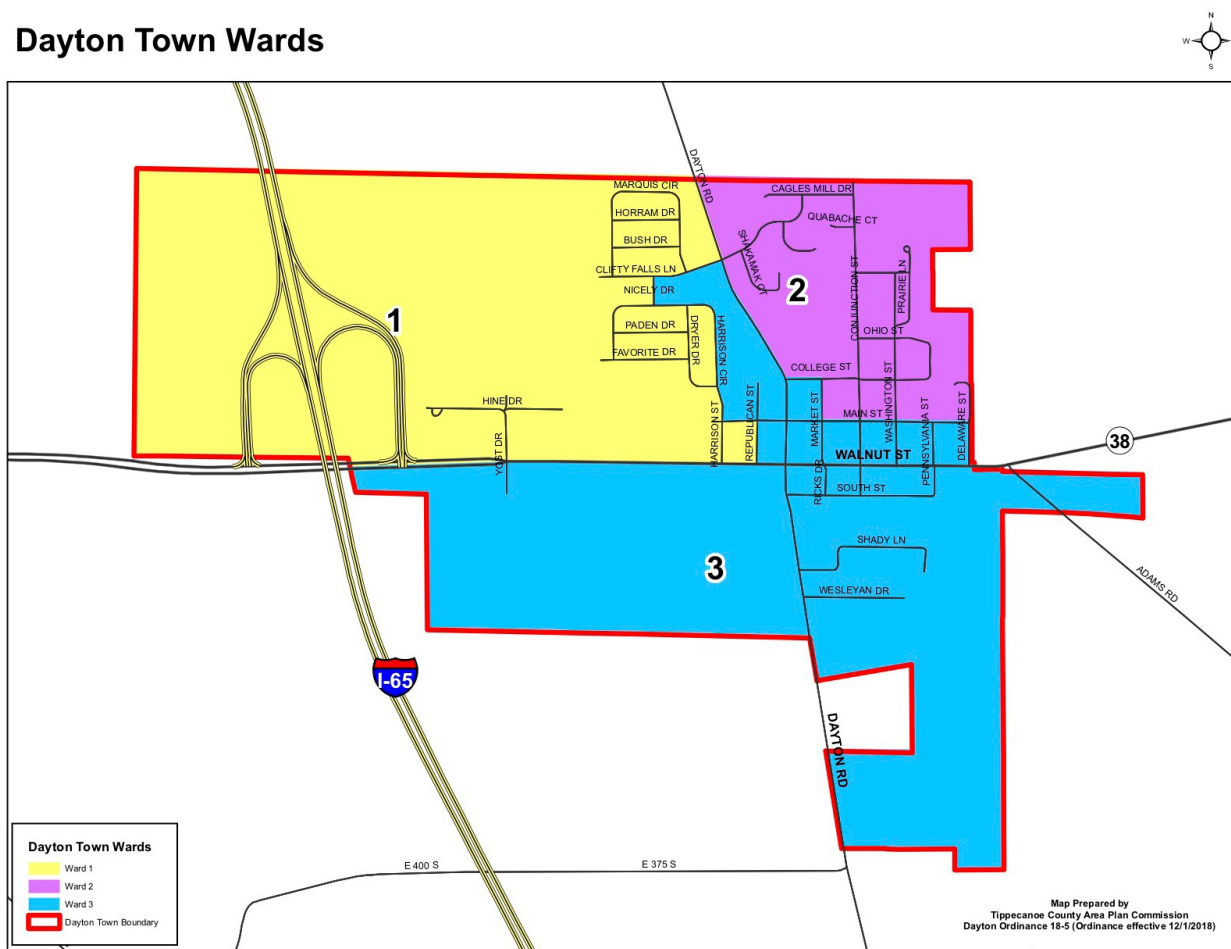 Dayton Town Wards
N
W
S
DAYTON RD
MARQUIS CIR
CAGLES MILL DR
HORRAM DR
QUABACHE CT
BUSH DR
SHAKAMAK CT
CLIFTY FALLS LN
CONJUNCTION ST
PRAIRIE LN
NICELY DR
2
1
PADEN DR
DRYER DR
HARRISON CIR
OHIO ST
FAVORITE DR
COLLEGE ST
WASHINGTON ST
HINE DR
HARRISON ST
REPUBLICAN ST
MARKET ST
MAIN ST
PENNSYLVANIA ST
DELAWARE ST
38
YOST DR
WALNUT ST
RICKS DR
SOUTH ST
SHADY LN
3
WESLEYAN DR
ADAMS RD
I-65
DAYTON RD
E 400 S
E 375 S
Dayton Town Wards
Ward 1
Ward 2
Ward 3
Dayton Town Boundary
Map Prepared by
Tippecanoe County Area Plan Commission
Dayton Ordinance 18-5 (Ordinance effective 12/1/2018)